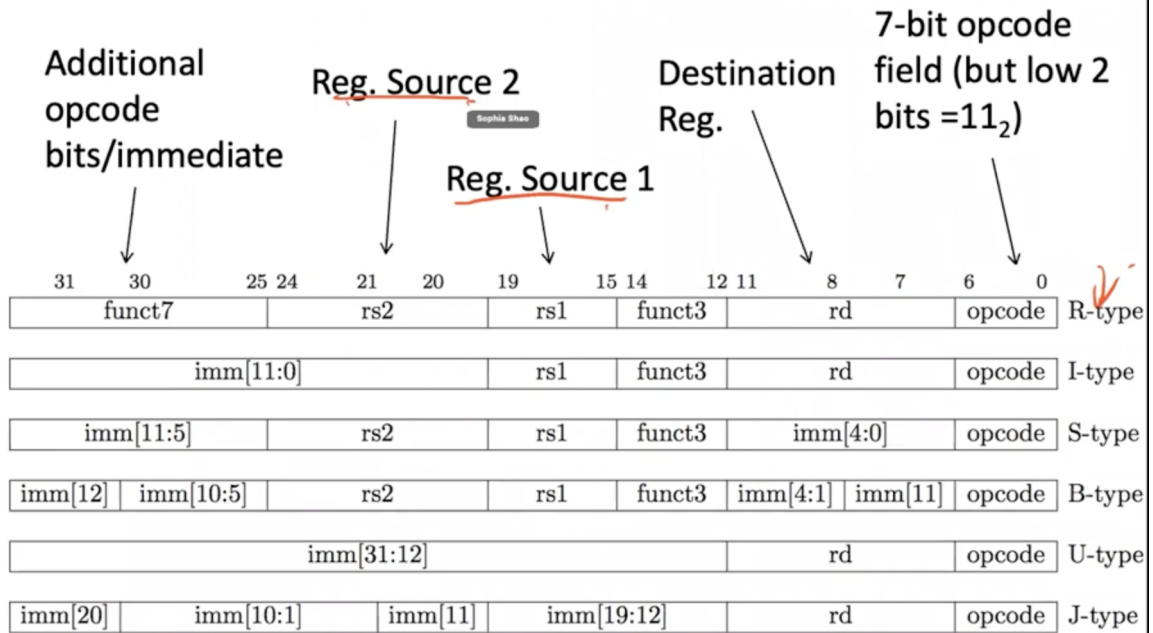 Additional
opcode
bits/immediate
Reg. Source 2
Sophia Shao
Reg. Source 1
Destination
Reg.
7-bit opcode
field (but low 2
bits =11₂)
31 30 25 24 21 20 19 15 14 12 11 8 7 6 0
funct7 rs2 rs1 funct3 rd opcode R-type
imm[11:0] rs1 funct3 rd opcode I-type
imm[11:5] rs2 rs1 funct3 imm[4:0] opcode S-type
imm[12] imm[10:5] rs2 rs1 funct3 imm[4:1] imm[11] opcode B-type
imm[31:12] rd opcode U-type
imm[20] imm[10:1] imm[11] imm[19:12] rd opcode J-type